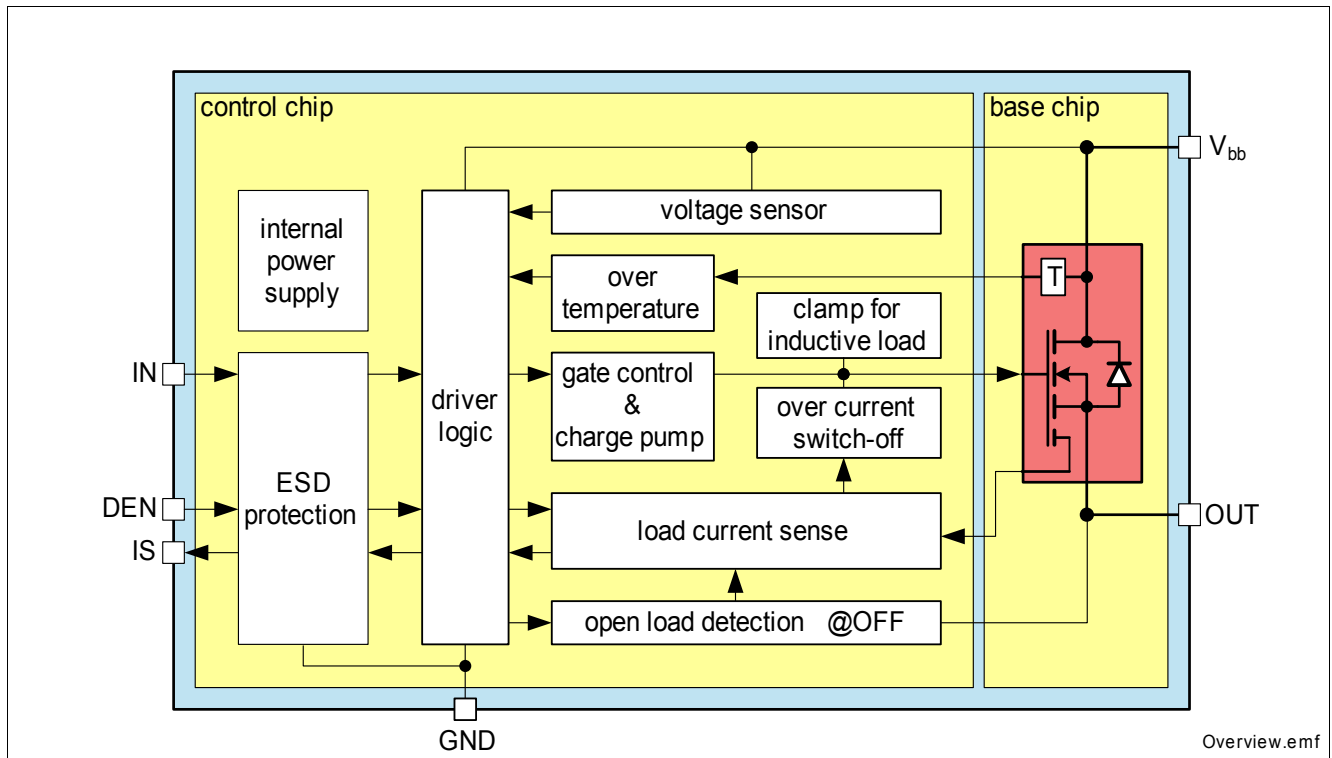 control chip
base chip
V_bb
internal
power
supply
voltage sensor
over
temperature
T
clamp for
inductive load
IN
driver
logic
gate control
&
charge pump
over current
switch-off
ESD
protection
DEN
IS
load current sense
OUT
open load detection @OFF
GND
Overview.emf